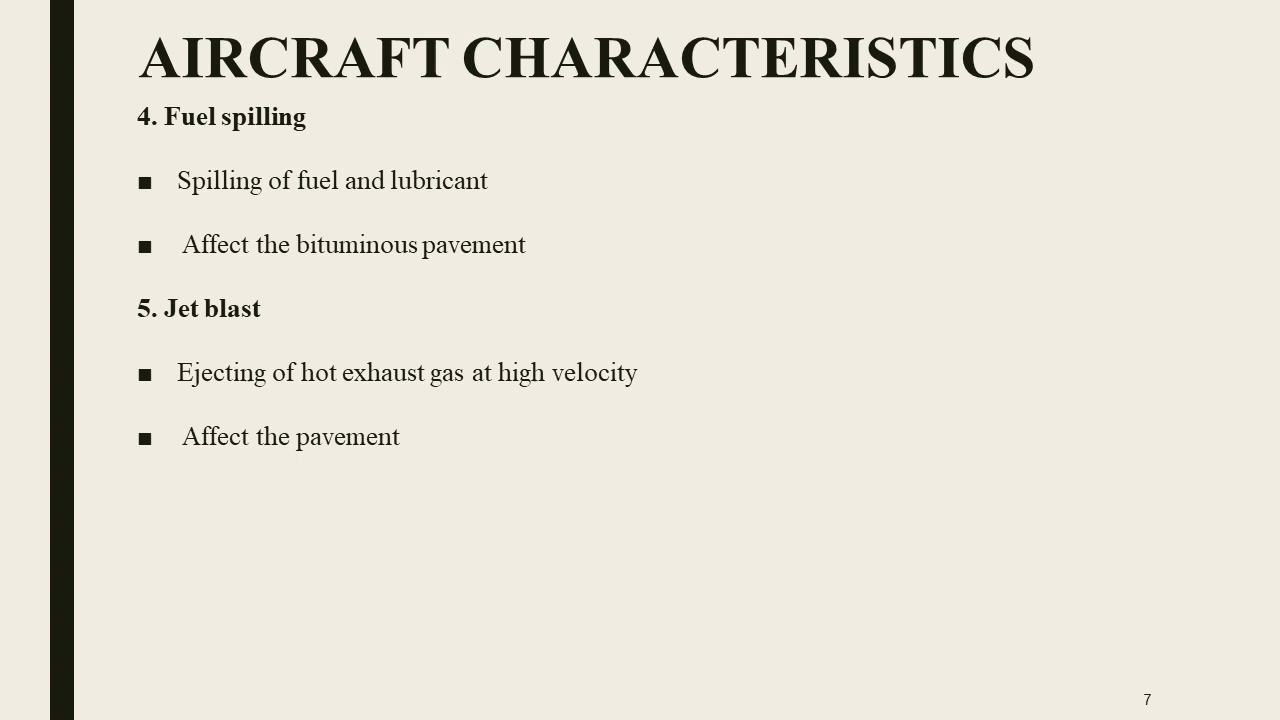 AIRCRAFT CHARACTERISTICS
4. Fuel spilling
■ Spilling of fuel and lubricant
■ Affect the bituminous pavement
5. Jet blast
■ Ejecting of hot exhaust gas at high velocity
■ Affect the pavement
7